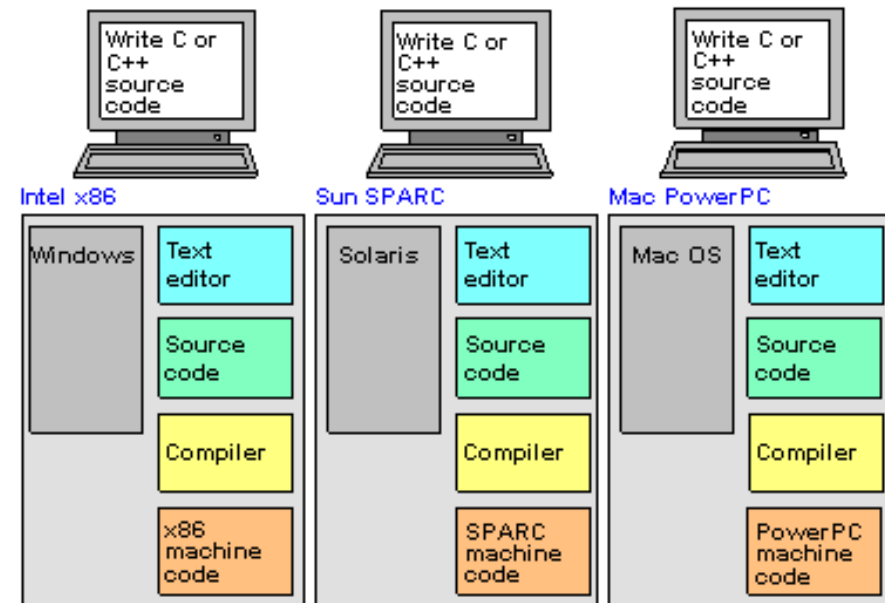 Write C or
C++
source
code
Write C or
C++
source
code
Write C or
C++
source
code
Intel x86
Sun SPARC
Mac PowerPC
Windows
Text
editor
Source
code
Compiler
x86
machine
code
Solaris
Text
editor
Source
code
Compiler
SPARC
machine
code
Mac OS
Text
editor
Source
code
Compiler
PowerPC
machine
code